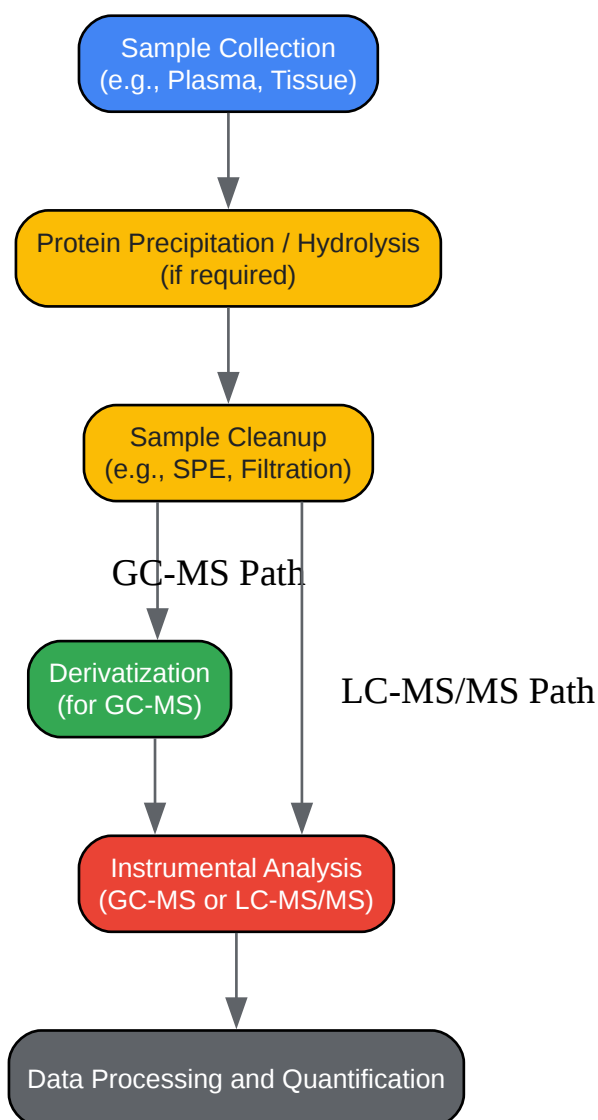 Sample Collection
(e.g., Plasma, Tissue)
Protein Precipitation / Hydrolysis
(if required)
Sample Cleanup
(e.g., SPE, Filtration)
GC-MS Path
Derivatization
(for GC-MS)
LC-MS/MS Path
Instrumental Analysis
(GC-MS or LC-MS/MS)
Data Processing and Quantification